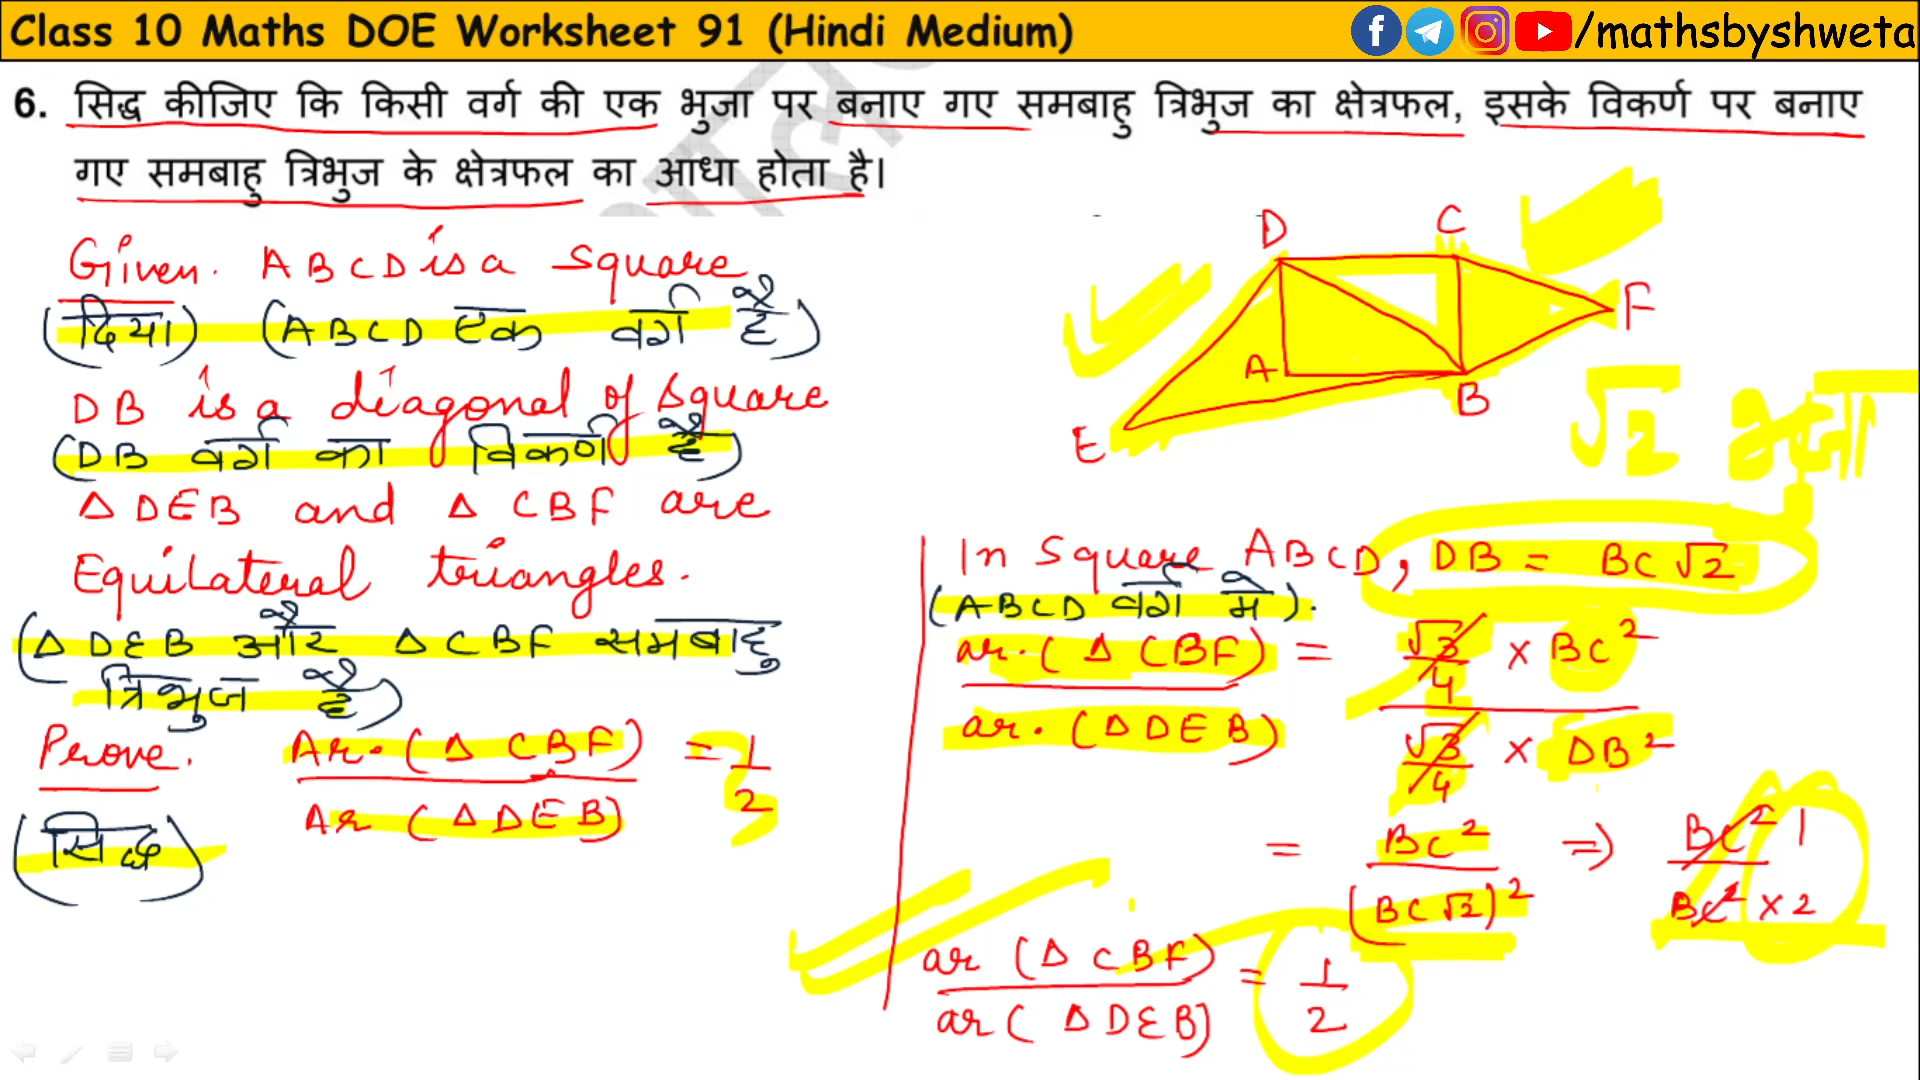 Class 10 Maths DOE Worksheet 91 (Hindi Medium)
/mathsbyshweta
6. सिद्ध कीजिए कि किसी वर्ग की एक भुजा पर बनाए गए समबाहु त्रिभुज का क्षेत्रफल, इसके विकर्ण पर बनाए
गए समबाहु त्रिभुज के क्षेत्रफल का आधा होता है।
Given. ABCD is a square
(दिया) (ABCD एक वर्ग है)
DB is a diagonal of square
(DB वर्ग का विकर्ण है)
Δ DEB and Δ CBF are
Equilateral triangles.
(Δ DEB और Δ CBF समबाहु
त्रिभुज है)
Prove. Ar. (Δ CBF) = 1
Ar (Δ DEB) 2
(सिद्ध)
D C
F
A B
E
√2 भुजा
In square ABCD, DB = BC√2
(ABCD वर्ग मे).
ar. (Δ CBF) = √3/4 × BC²
ar. (Δ DEB) √3/4 × DB²
= BC² ⇒ BC² 1
(BC√2)² BC² × 2
ar (Δ CBF) = 1
ar (Δ DEB) 2